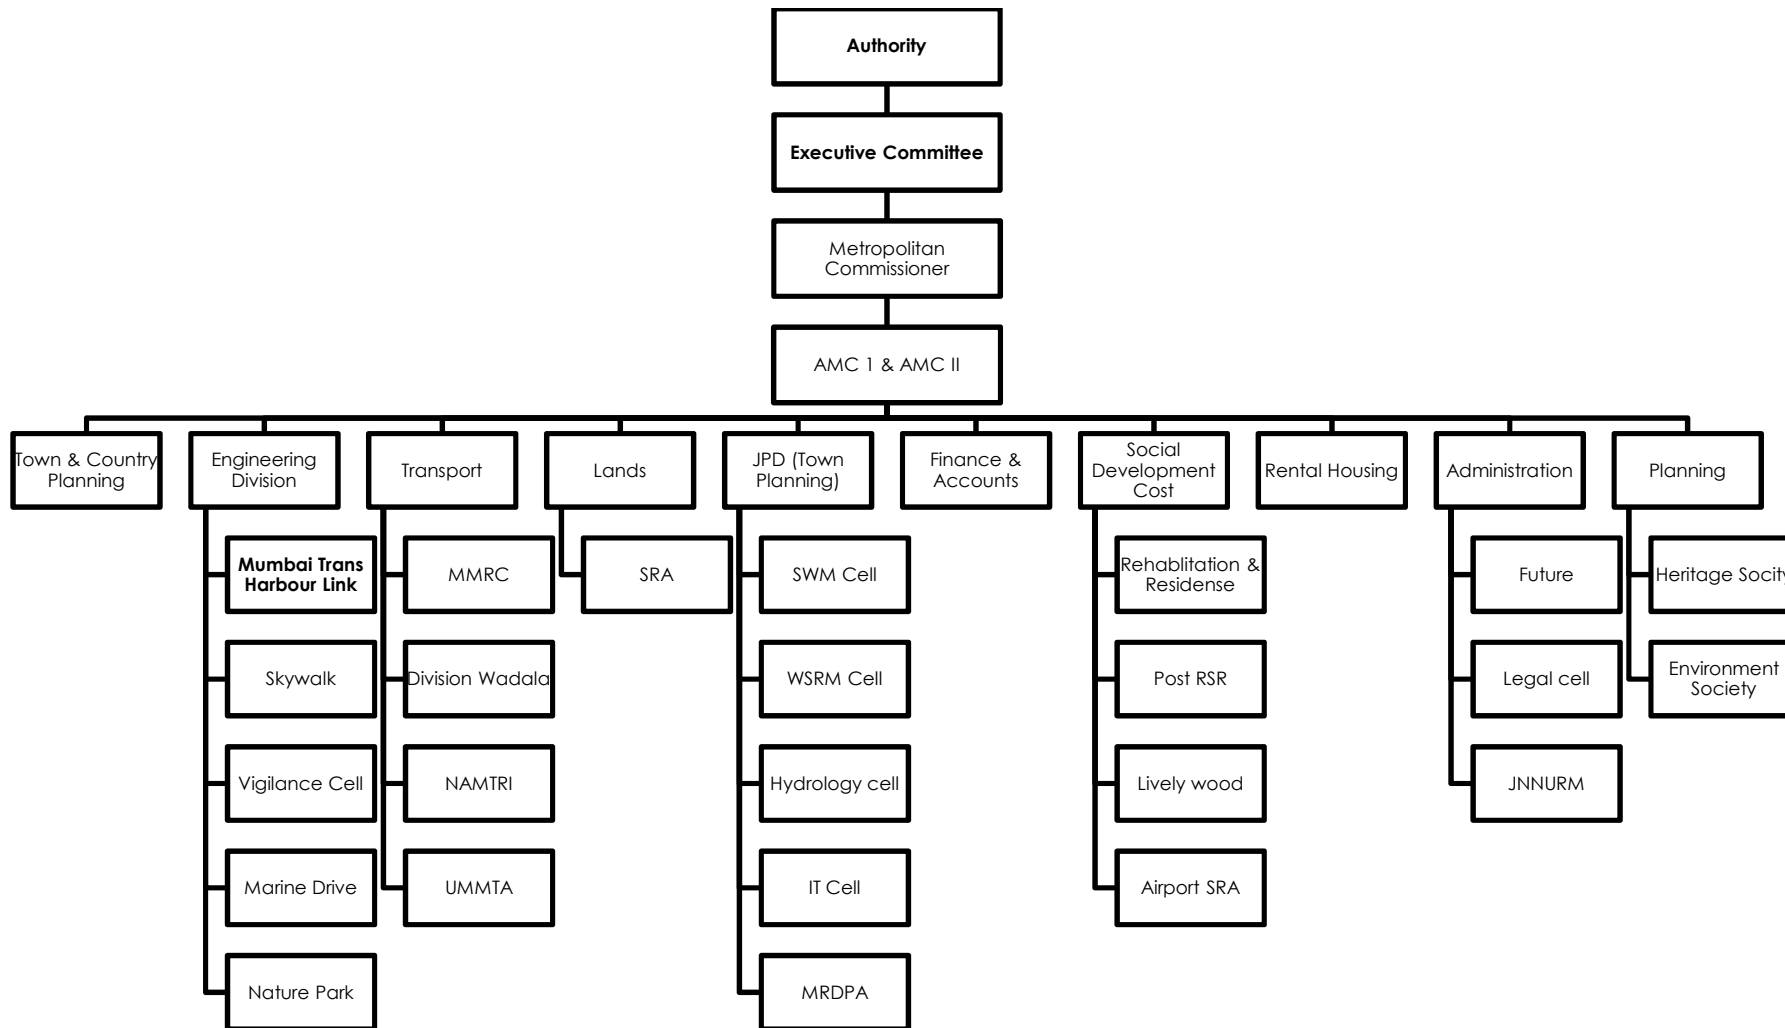 Authority
Executive Committee
Metropolitan
Commissioner
AMC 1 & AMC II
Town & Country
Planning
Engineering
Division
Transport
Lands
JPD (Town
Planning)
Finance &
Accounts
Social
Development
Cost
Rental Housing
Administration
Planning
Mumbai Trans
Harbour Link
Skywalk
Vigilance Cell
Marine Drive
Nature Park
MMRC
Division Wadala
NAMTRI
UMMTA
SRA
SWM Cell
WSRM Cell
Hydrology cell
IT Cell
MRDPA
Rehablitation &
Residense
Post RSR
Lively wood
Airport SRA
Future
Legal cell
JNNURM
Heritage Socity
Environment
Society